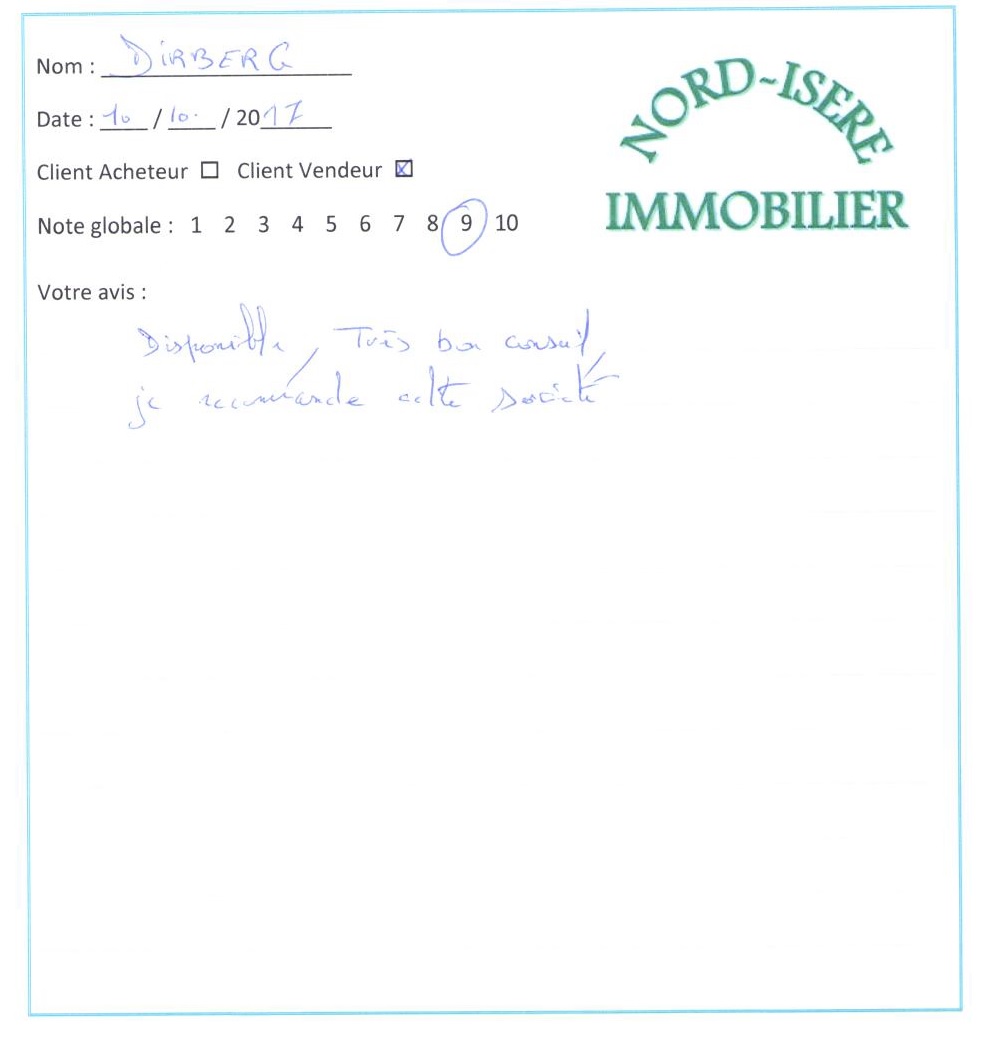 Nom : DIRBERG
NORD-ISERE
IMMOBILIER
Date : 10 / 10 / 2017
Client Acheteur ☐ Client Vendeur ☒
Note globale : 1 2 3 4 5 6 7 8 9 10
Votre avis :
Disponible, Très bon conseil,
je recommande cette société